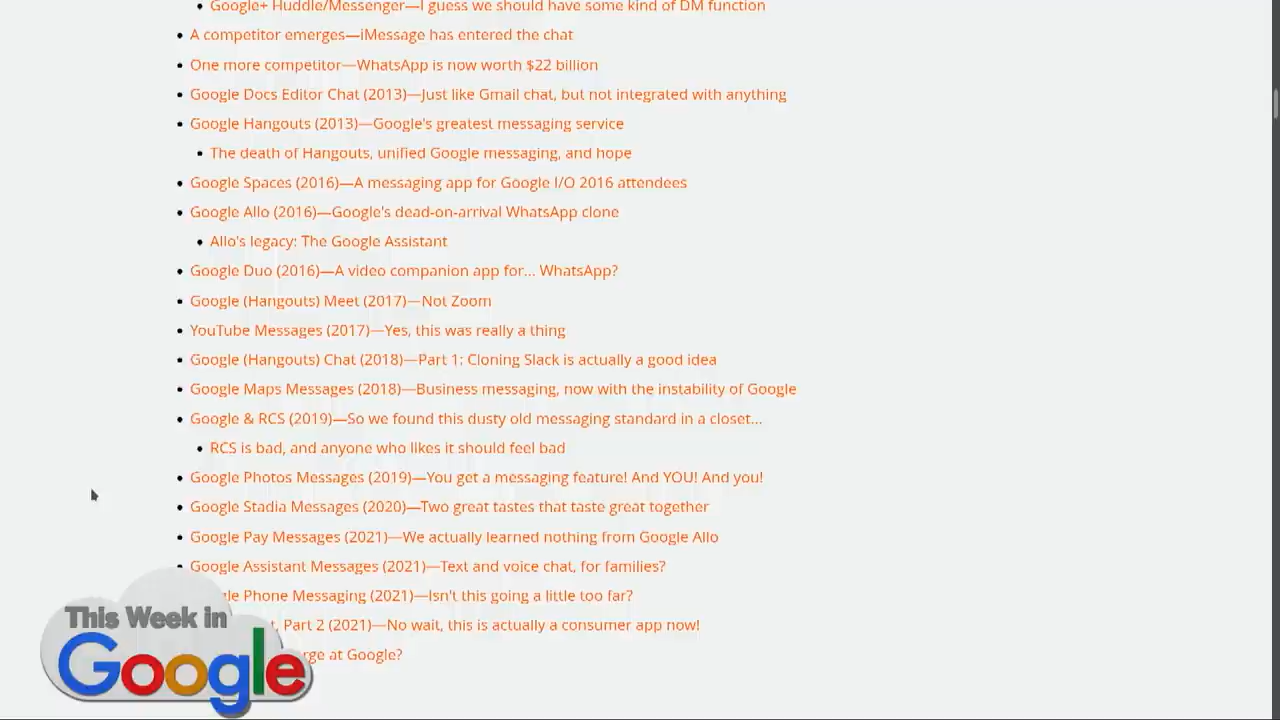 Google+ Huddle/Messenger—I guess we should have some kind of DM function
A competitor emerges—iMessage has entered the chat
One more competitor—WhatsApp is now worth $22 billion
Google Docs Editor Chat (2013)—Just like Gmail chat, but not integrated with anything
Google Hangouts (2013)—Google's greatest messaging service
The death of Hangouts, unified Google messaging, and hope
Google Spaces (2016)—A messaging app for Google I/O 2016 attendees
Google Allo (2016)—Google's dead-on-arrival WhatsApp clone
Allo's legacy: The Google Assistant
Google Duo (2016)—A video companion app for... WhatsApp?
Google (Hangouts) Meet (2017)—Not Zoom
YouTube Messages (2017)—Yes, this was really a thing
Google (Hangouts) Chat (2018)—Part 1: Cloning Slack is actually a good idea
Google Maps Messages (2018)—Business messaging, now with the instability of Google
Google & RCS (2019)—So we found this dusty old messaging standard in a closet...
RCS is bad, and anyone who likes it should feel bad
Google Photos Messages (2019)—You get a messaging feature! And YOU! And you!
Google Stadia Messages (2020)—Two great tastes that taste great together
Google Pay Messages (2021)—We actually learned nothing from Google Allo
Google Assistant Messages (2021)—Text and voice chat, for families?
Phone Messaging (2021)—Isn't this going a little too far?
Part 2 (2021)—No wait, this is actually a consumer app now!
at Google?
This Week in
Google